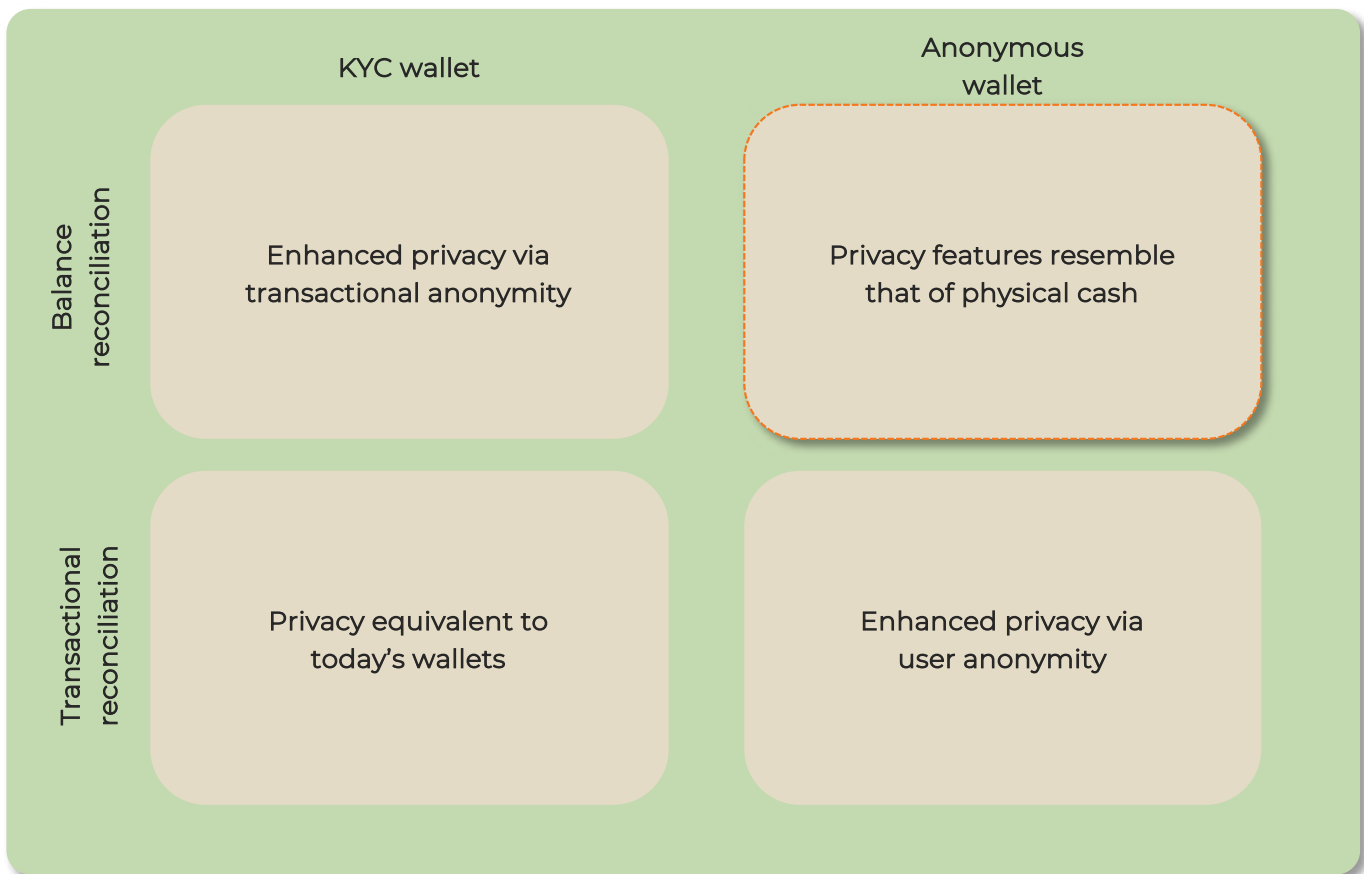 KYC wallet
Anonymous
wallet
Balance
reconciliation
Enhanced privacy via
transactional anonymity
Privacy features resemble
that of physical cash
Transactional
reconciliation
Privacy equivalent to
today’s wallets
Enhanced privacy via
user anonymity